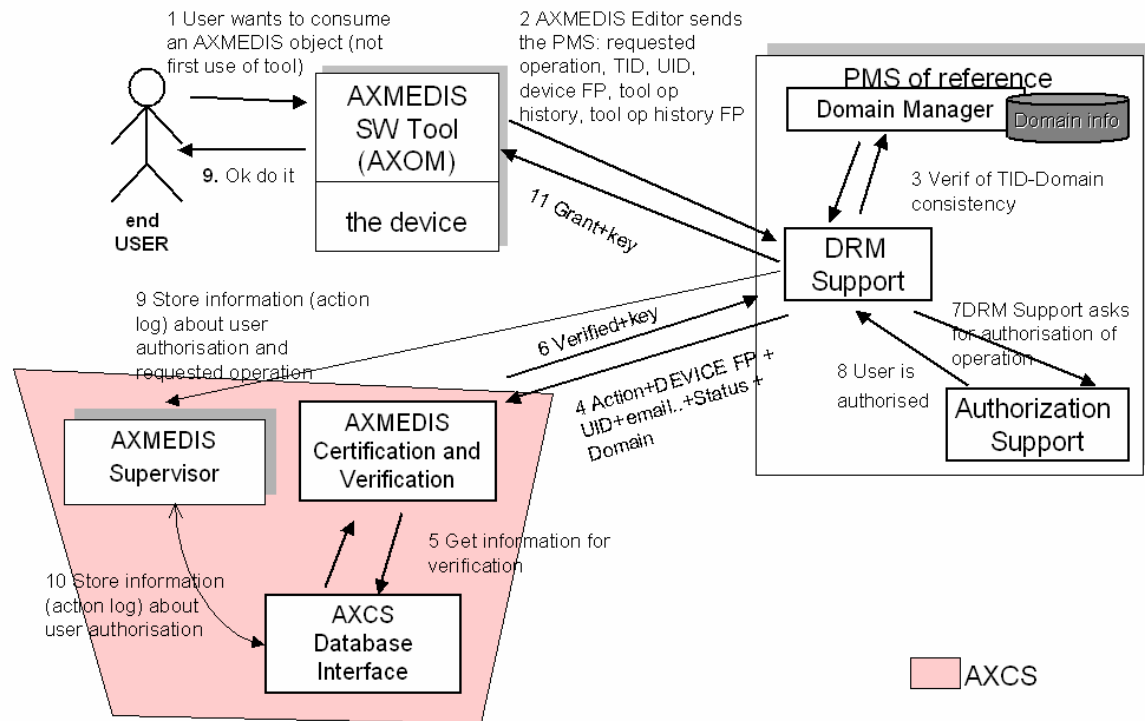 1 User wants to consume
an AXMEDIS object (not
first use of tool)
2 AXMEDIS Editor sends
the PMS: requested
operation, TID, UID,
device FP, tool op
history, tool op history FP
PMS of reference
Domain Manager
Domain info
AXMEDIS
SW Tool
(AXOM)
the device
9. Ok do it
end
USER
3 Verif of TID-Domain
consistency
11 Grant+key
DRM
Support
9 Store information (action
log) about user
authorisation and
requested operation
6 Verified+key
7DRM Support asks
for authorisation of
operation
4 Action+DEVICE FP +
UID+email..+Status +
Domain
8 User is
authorised
Authorization
Support
AXMEDIS
Supervisor
AXMEDIS
Certification and
Verification
5 Get information for
verification
10 Store information
(action log) about
user authorisation
AXCS
Database
Interface
AXCS